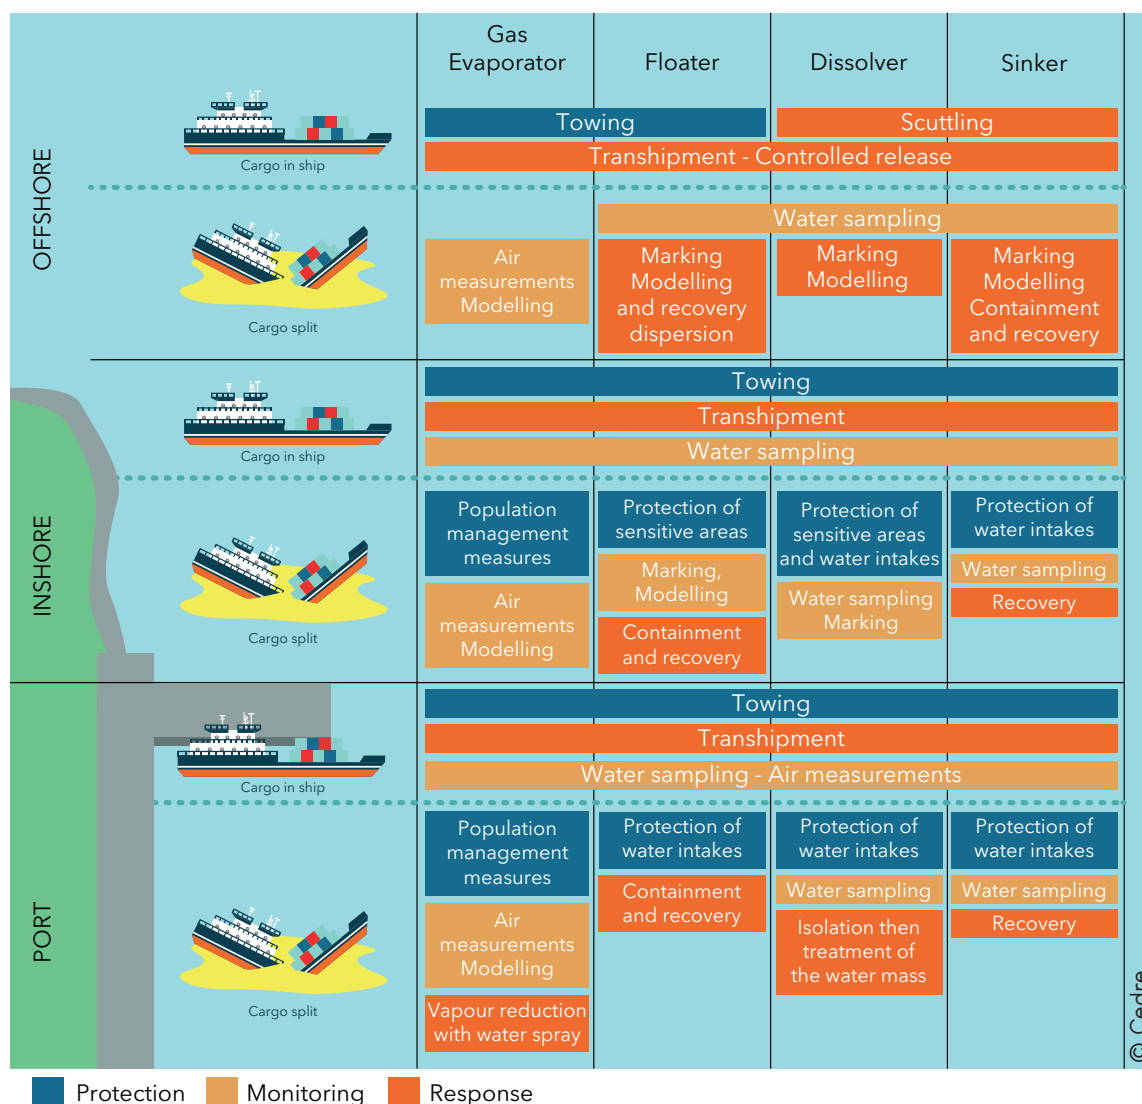 Gas
Evaporator
Floater
Dissolver
Sinker
OFFSHORE
Cargo in ship
Towing
Scuttling
Transhipment - Controlled release
Cargo split
Water sampling
Air
measurements
Modelling
Marking
Modelling
and recovery
dispersion
Marking
Modelling
Marking
Modelling
Containment
and recovery
INSHORE
Cargo in ship
Towing
Transhipment
Water sampling
Cargo split
Population
management
measures
Air
measurements
Modelling
Protection of
sensitive areas
Marking,
Modelling
Containment
and recovery
Protection of
sensitive areas
and water intakes
Water sampling
Marking
Protection of
water intakes
Water sampling
Recovery
PORT
Cargo in ship
Towing
Transhipment
Water sampling - Air measurements
Cargo split
Population
management
measures
Air
measurements
Modelling
Vapour reduction
with water spray
Protection of
water intakes
Containment
and recovery
Protection of
water intakes
Water sampling
Isolation then
treatment of
the water mass
Protection of
water intakes
Water sampling
Recovery
© Cedre
Protection
Monitoring
Response